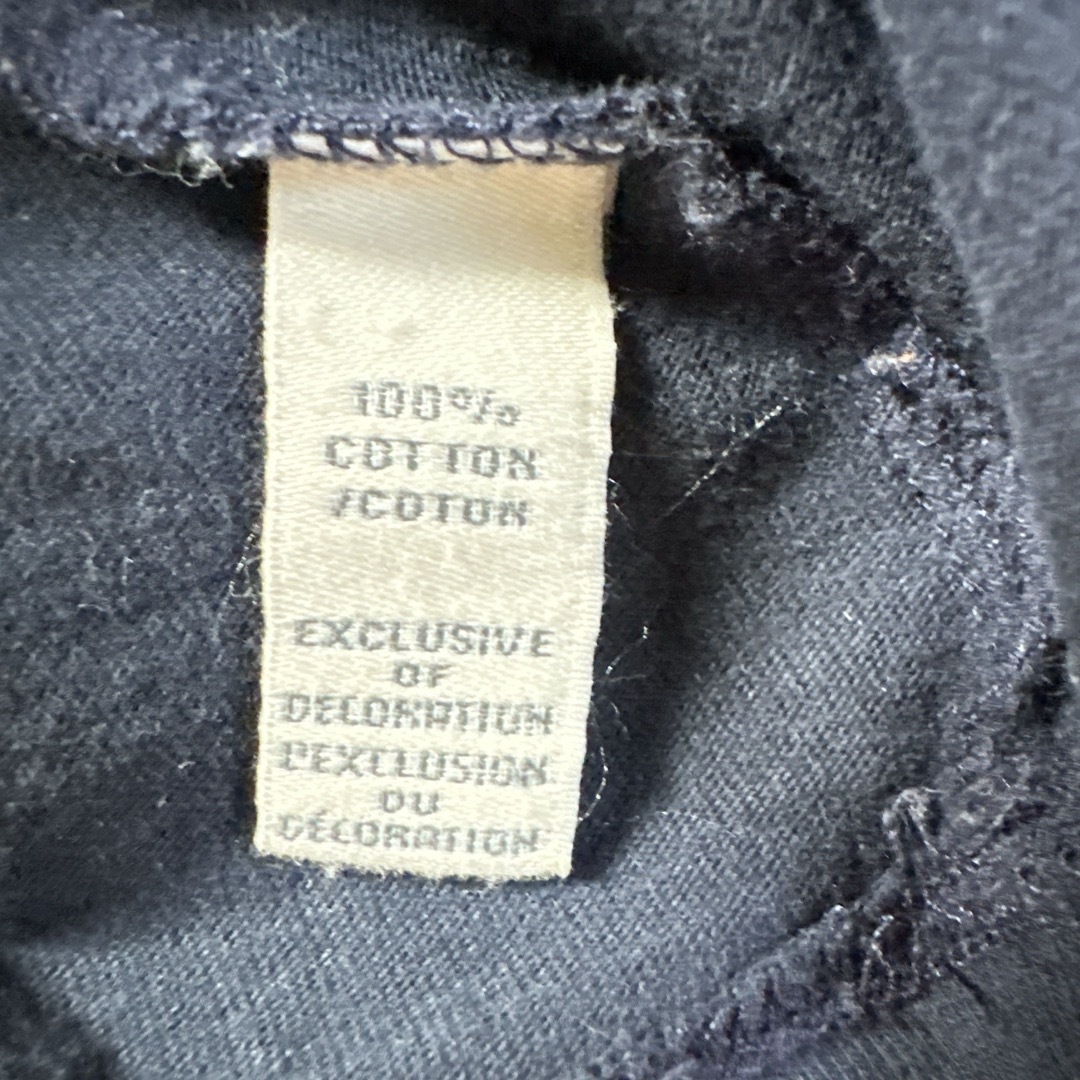 100%
COTTON
/COTON
EXCLUSIVE
OF
DECORATION
L'EXCLUSION
DU
DÉCORATION